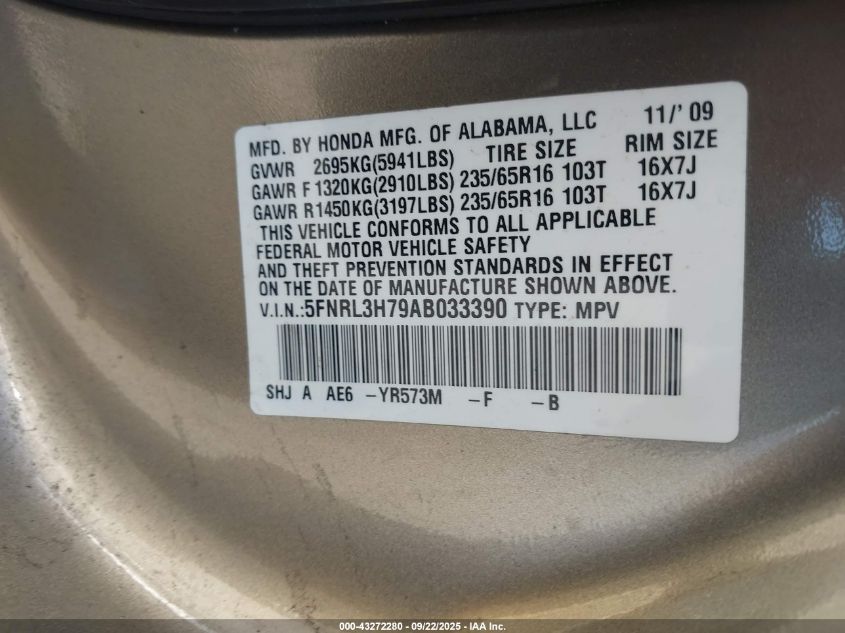 MFD. BY HONDA MFG. OF ALABAMA, LLC 11/' 09
GVWR 2695KG(5941LBS) TIRE SIZE RIM SIZE
GAWR F 1320KG(2910LBS) 235/65R16 103T 16X7J
GAWR R1450KG(3197LBS) 235/65R16 103T 16X7J
THIS VEHICLE CONFORMS TO ALL APPLICABLE
FEDERAL MOTOR VEHICLE SAFETY
AND THEFT PREVENTION STANDARDS IN EFFECT
ON THE DATE OF MANUFACTURE SHOWN ABOVE.
V.I.N.:5FNRL3H79AB033390 TYPE: MPV
SHJ A AE6 -YR573M -F -B
000-43272280 - 09/22/2025 - IAA Inc.